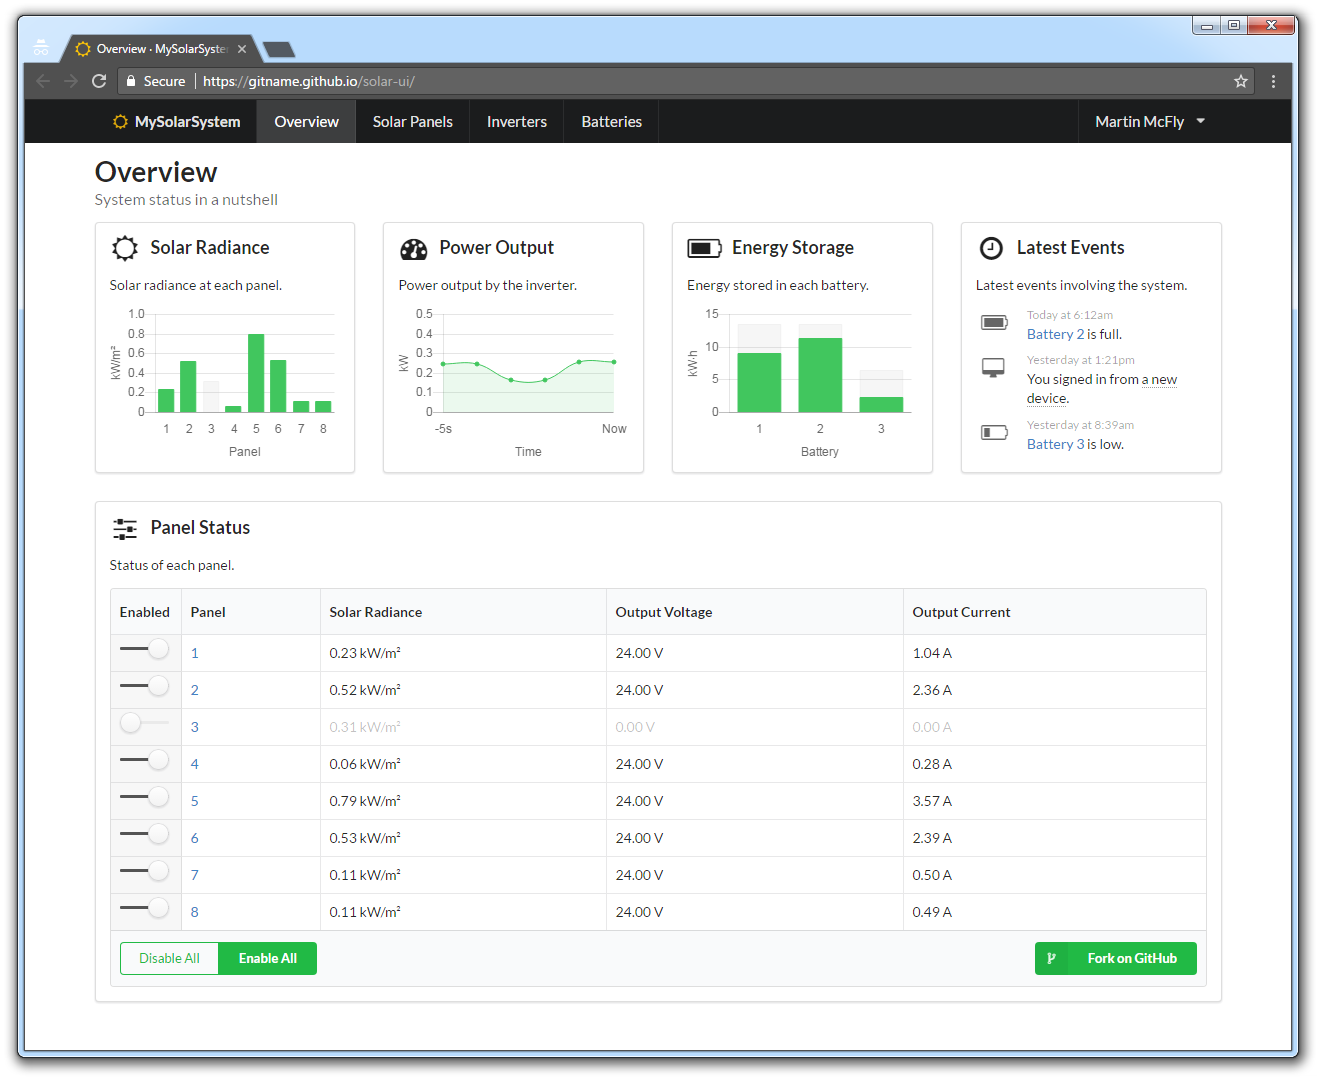 Overview · MySolarSyste
Secure https://gitname.github.io/solar-ui/
MySolarSystem Overview Solar Panels Inverters Batteries Martin McFly
Overview
System status in a nutshell
Solar Radiance
Solar radiance at each panel.
1.0
0.8
0.6
0.4
0.2
0
kW/m²
1 2 3 4 5 6 7 8
Panel
Power Output
Power output by the inverter.
0.5
0.4
0.3
0.2
0.1
0
kW
-5s Now
Time
Energy Storage
Energy stored in each battery.
15
10
5
0
kW·h
1 2 3
Battery
Latest Events
Latest events involving the system.
Today at 6:12am
Battery 2 is full.
Yesterday at 1:21pm
You signed in from a new
device.
Yesterday at 8:39am
Battery 3 is low.
Panel Status
Status of each panel.
Enabled Panel Solar Radiance Output Voltage Output Current
1 0.23 kW/m² 24.00 V 1.04 A
2 0.52 kW/m² 24.00 V 2.36 A
3 0.31 kW/m² 0.00 V 0.00 A
4 0.06 kW/m² 24.00 V 0.28 A
5 0.79 kW/m² 24.00 V 3.57 A
6 0.53 kW/m² 24.00 V 2.39 A
7 0.11 kW/m² 24.00 V 0.50 A
8 0.11 kW/m² 24.00 V 0.49 A
Disable All Enable All Fork on GitHub